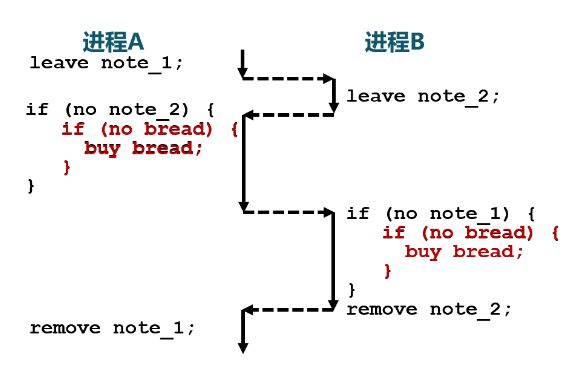 进程A
进程B
leave note_1;
leave note_2;
if (no note_2) {
if (no bread) {
buy bread;
}
}
if (no note_1) {
if (no bread) {
buy bread;
}
}
remove note_2;
remove note_1;